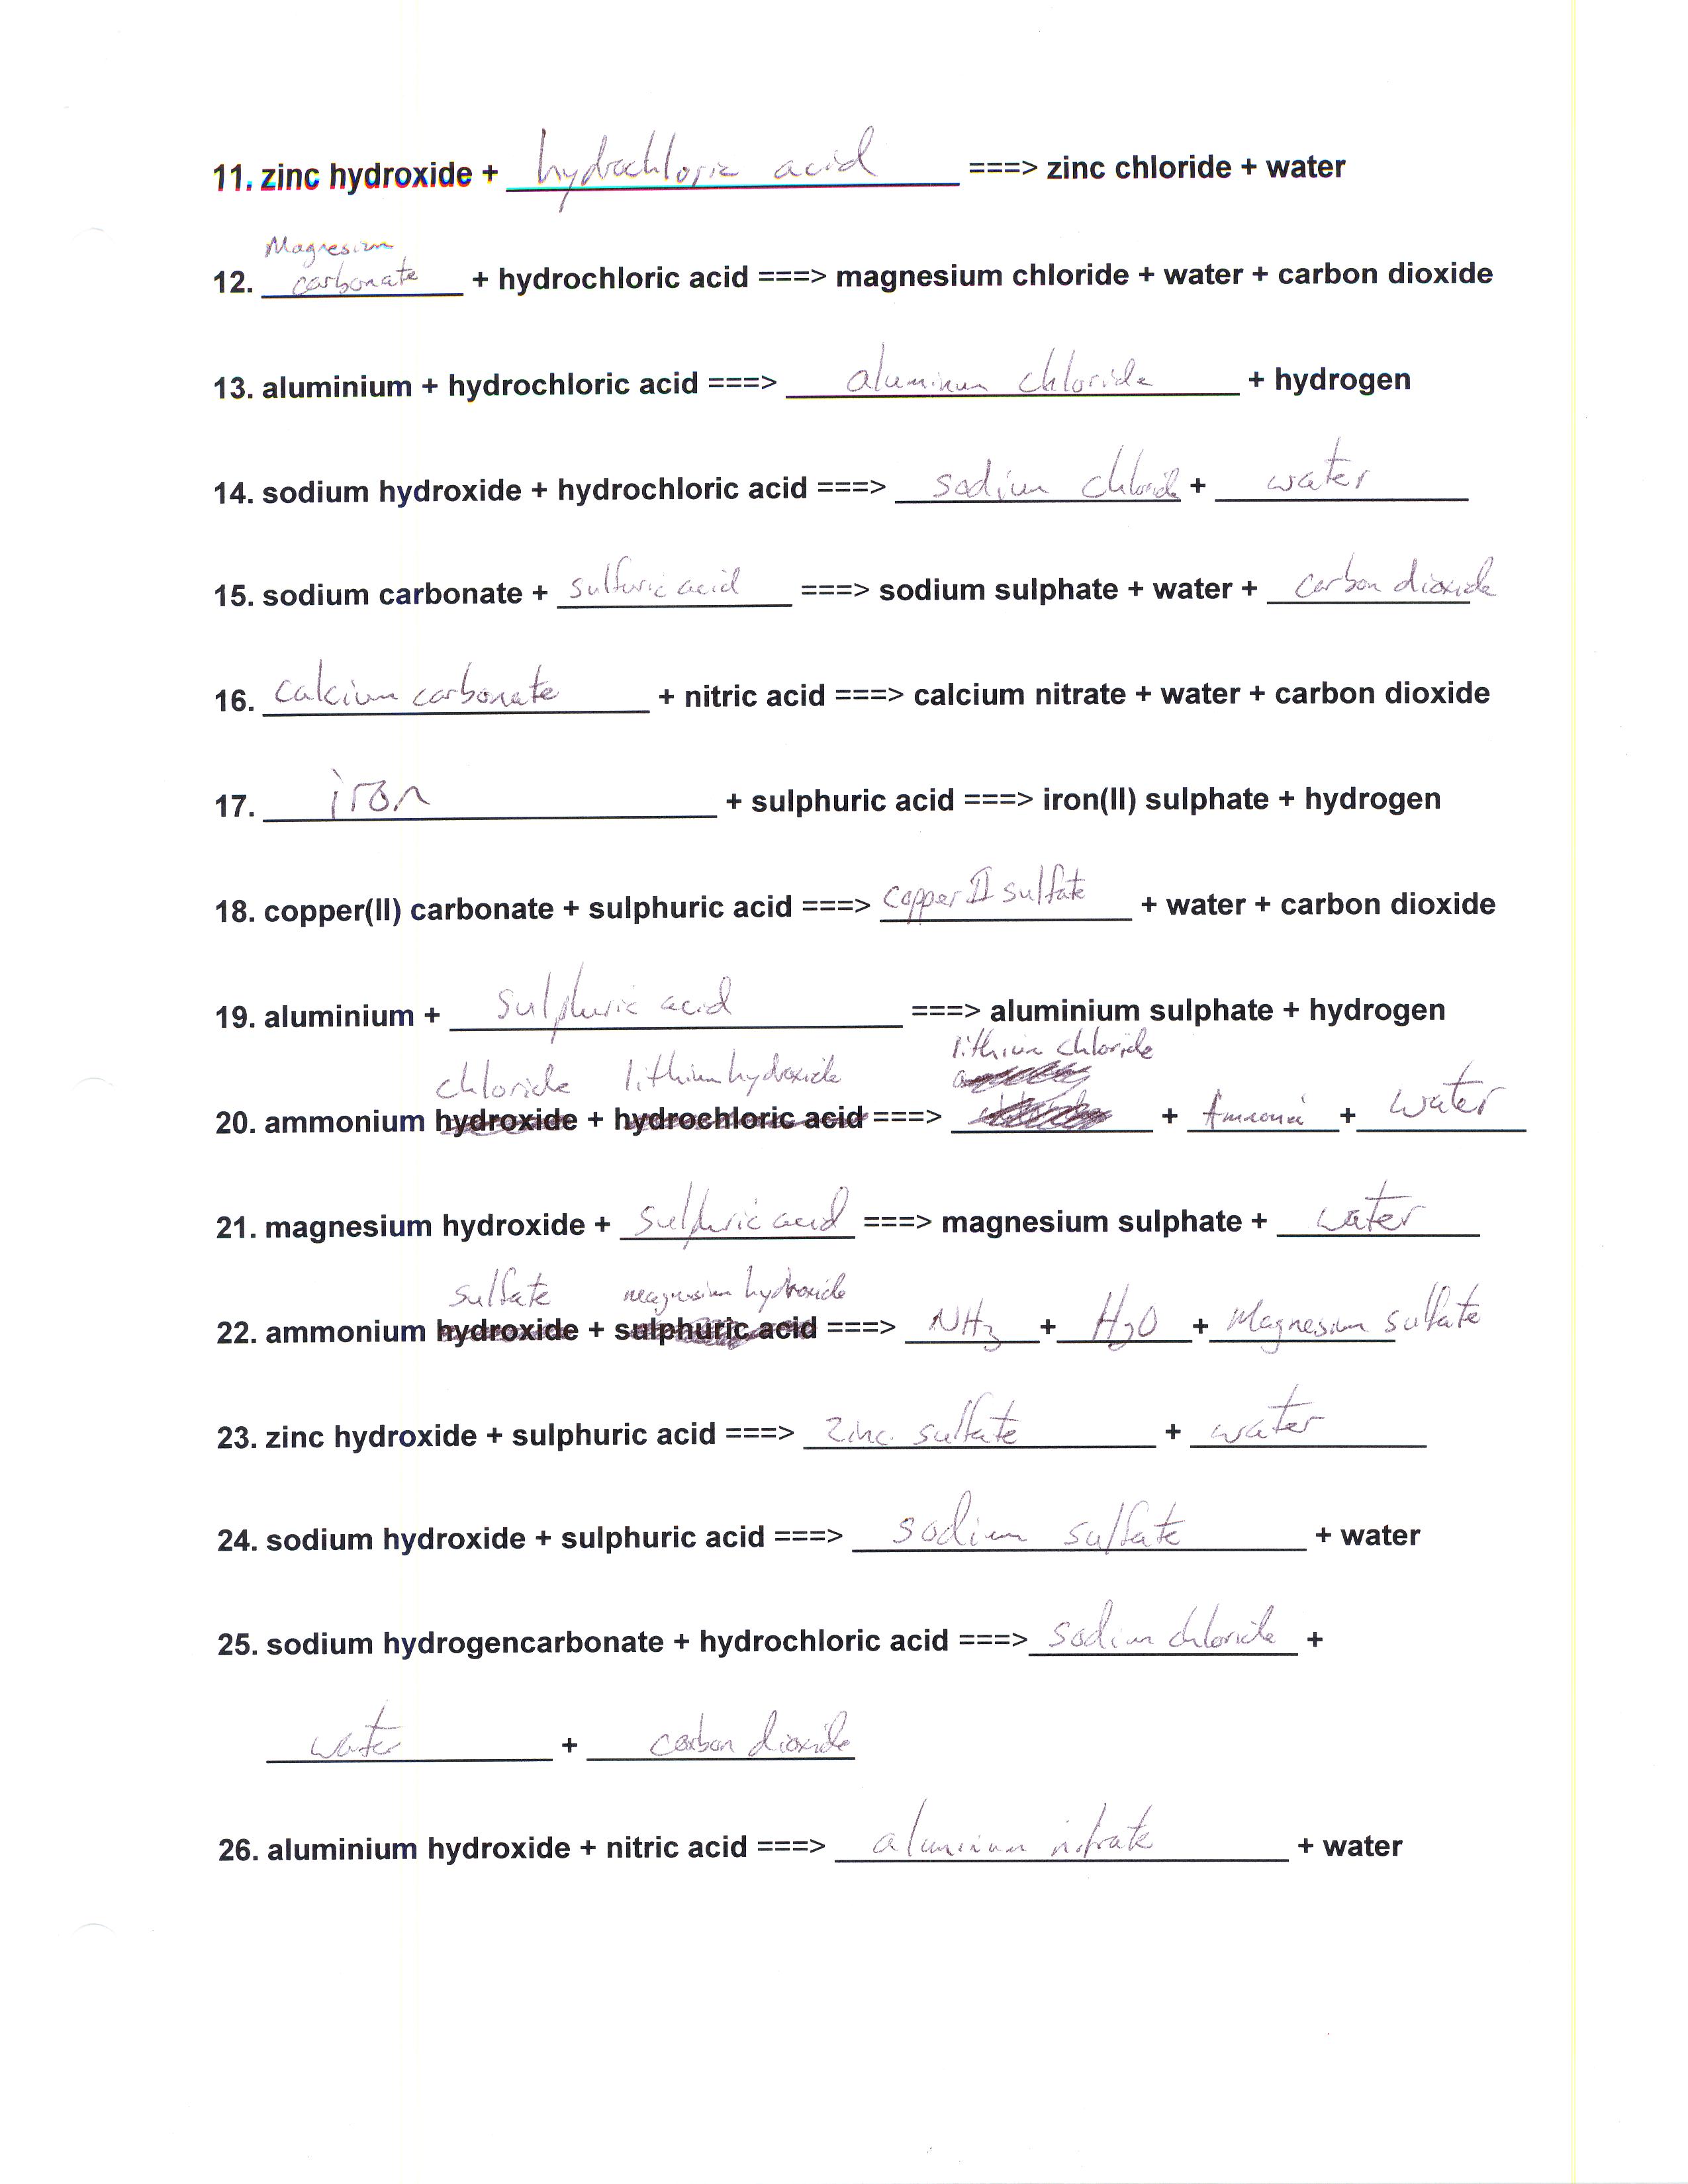 11. zinc hydroxide + hydrochloric acid ===> zinc chloride + water
Magnesium
12. carbonate + hydrochloric acid ===> magnesium chloride + water + carbon dioxide
13. aluminium + hydrochloric acid ===> aluminum chloride + hydrogen
14. sodium hydroxide + hydrochloric acid ===> sodium chloride + water
15. sodium carbonate + sulfuric acid ===> sodium sulphate + water + carbon dioxide
16. calcium carbonate + nitric acid ===> calcium nitrate + water + carbon dioxide
17. iron + sulphuric acid ===> iron(II) sulphate + hydrogen
18. copper(II) carbonate + sulphuric acid ===> copper II sulfate + water + carbon dioxide
19. aluminium + sulphuric acid ===> aluminium sulphate + hydrogen
chloride lithium hydroxide lithium chloride
20. ammonium hydroxide + hydrochloric acid ===> + Ammonia + water
21. magnesium hydroxide + sulphuric acid ===> magnesium sulphate + water
sulfate magnesium hydroxide
22. ammonium hydroxide + sulphuric acid ===> NH3 + H2O + Magnesium sulfate
23. zinc hydroxide + sulphuric acid ===> zinc sulfate + water
24. sodium hydroxide + sulphuric acid ===> sodium sulfate + water
25. sodium hydrogencarbonate + hydrochloric acid ===> sodium chloride +
water + carbon dioxide
26. aluminium hydroxide + nitric acid ===> aluminium nitrate + water